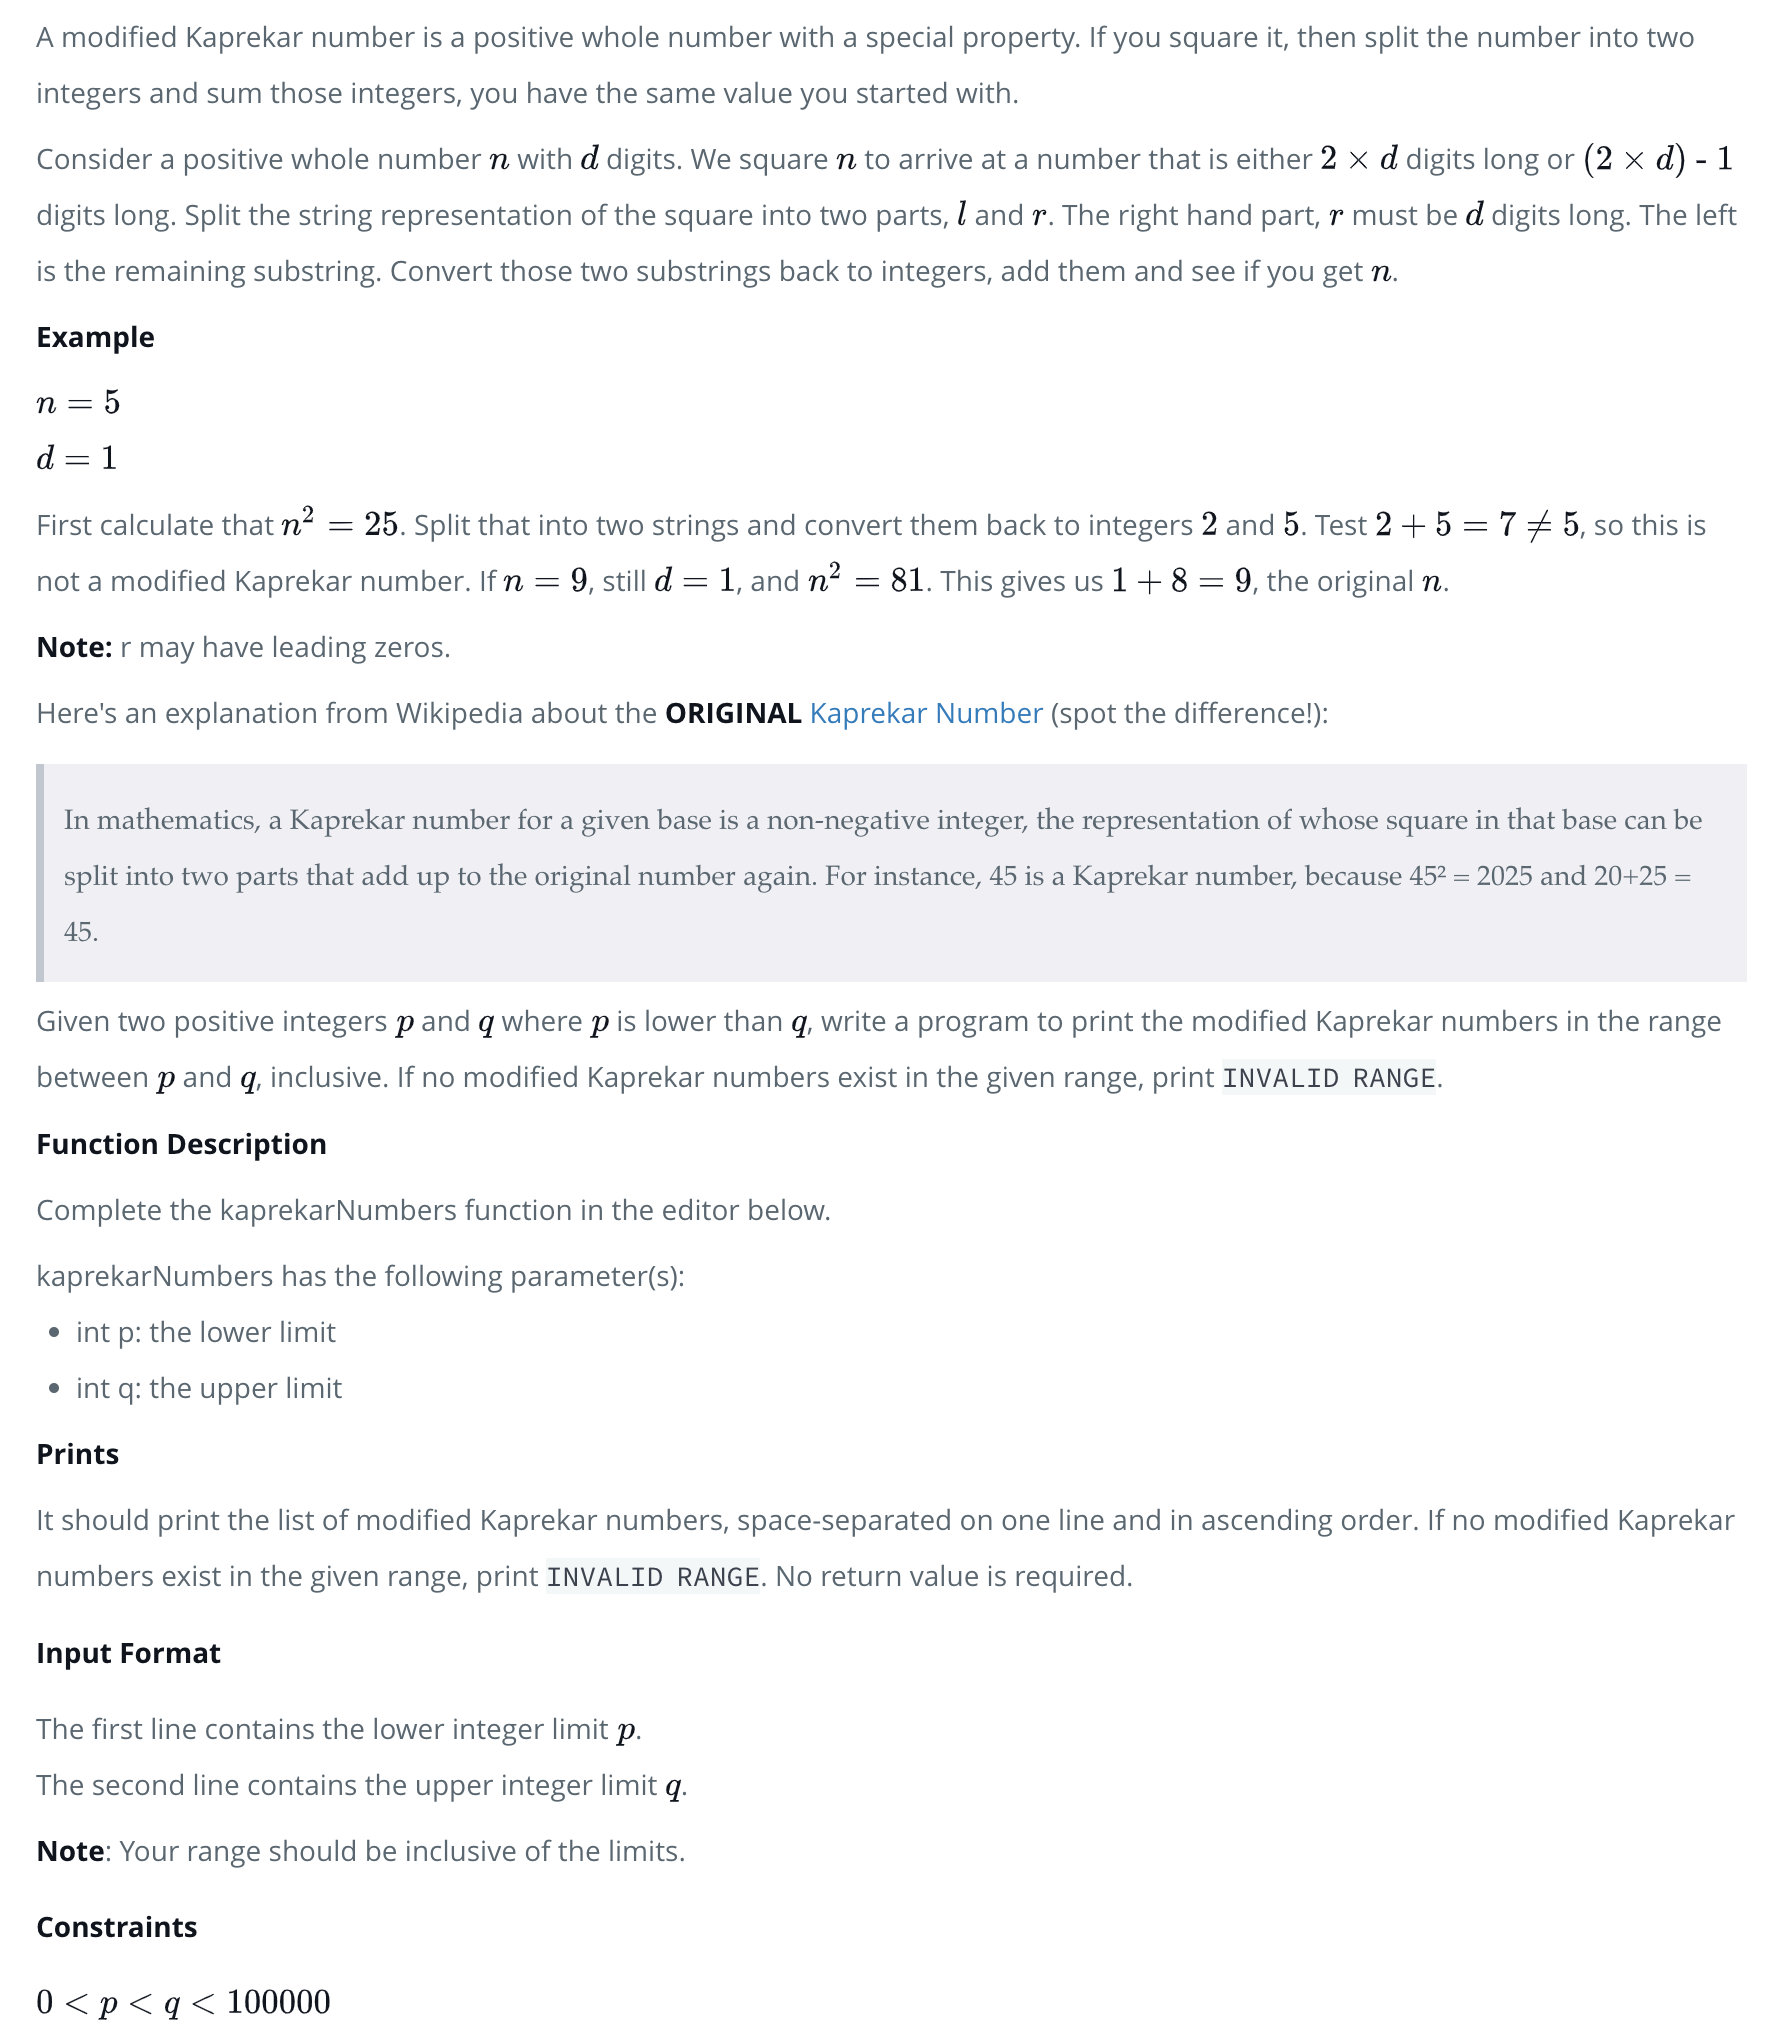 A modified Kaprekar number is a positive whole number with a special property. If you square it, then split the number into two
integers and sum those integers, you have the same value you started with.
Consider a positive whole number n with d digits. We square n to arrive at a number that is either 2 × d digits long or (2 × d) - 1
digits long. Split the string representation of the square into two parts, l and r. The right hand part, r must be d digits long. The left
is the remaining substring. Convert those two substrings back to integers, add them and see if you get n.
Example
n = 5
d = 1
First calculate that n² = 25. Split that into two strings and convert them back to integers 2 and 5. Test 2 + 5 = 7 ≠ 5, so this is
not a modified Kaprekar number. If n = 9, still d = 1, and n² = 81. This gives us 1 + 8 = 9, the original n.
Note: r may have leading zeros.
Here's an explanation from Wikipedia about the ORIGINAL Kaprekar Number (spot the difference!):
In mathematics, a Kaprekar number for a given base is a non-negative integer, the representation of whose square in that base can be
split into two parts that add up to the original number again. For instance, 45 is a Kaprekar number, because 45² = 2025 and 20+25 =
45.
Given two positive integers p and q where p is lower than q, write a program to print the modified Kaprekar numbers in the range
between p and q, inclusive. If no modified Kaprekar numbers exist in the given range, print INVALID RANGE.
Function Description
Complete the kaprekarNumbers function in the editor below.
kaprekarNumbers has the following parameter(s):
• int p: the lower limit
• int q: the upper limit
Prints
It should print the list of modified Kaprekar numbers, space-separated on one line and in ascending order. If no modified Kaprekar
numbers exist in the given range, print INVALID RANGE. No return value is required.
Input Format
The first line contains the lower integer limit p.
The second line contains the upper integer limit q.
Note: Your range should be inclusive of the limits.
Constraints
0 < p < q < 100000